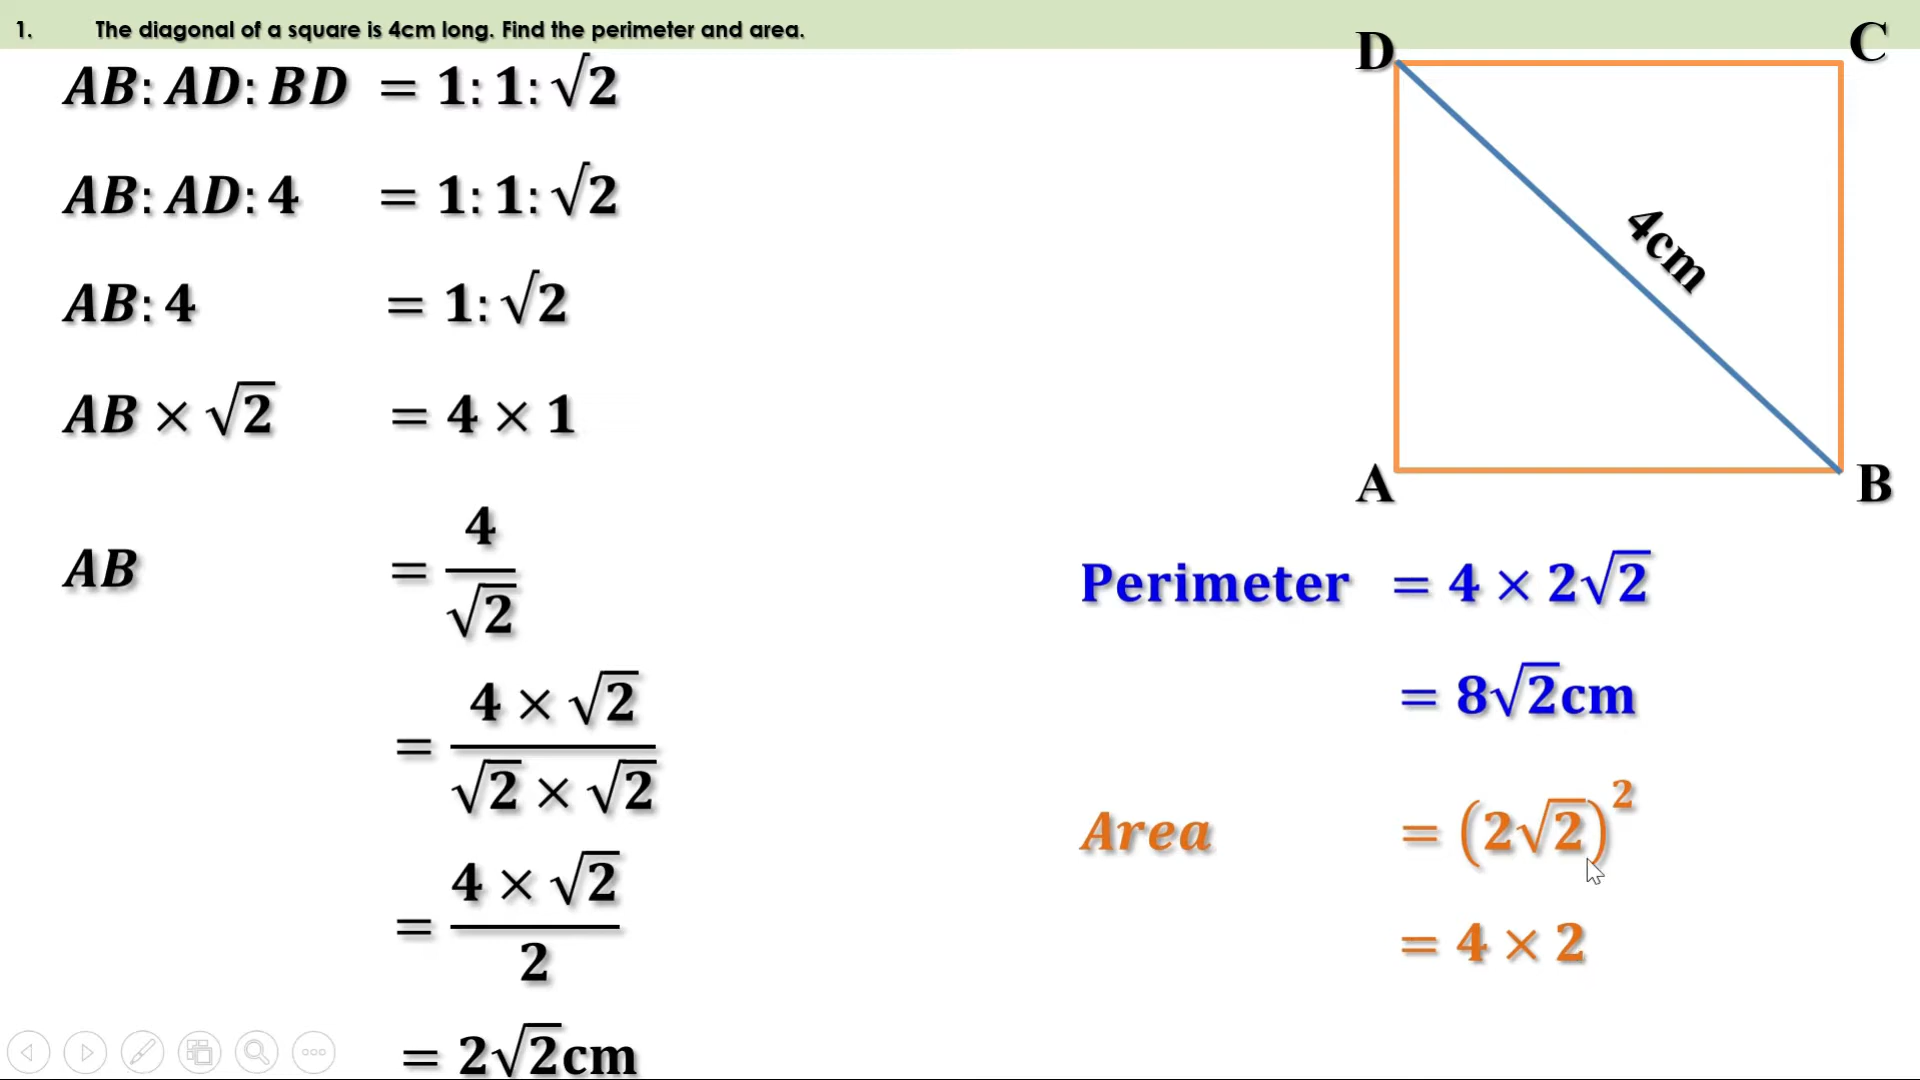 1. The diagonal of a square is 4cm long. Find the perimeter and area.
AB: AD: BD = 1: 1: √2
AB: AD: 4 = 1: 1: √2
AB: 4 = 1: √2
AB × √2 = 4 × 1
AB = 4/√2
= (4 × √2)/(√2 × √2)
= (4 × √2)/2
= 2√2cm
D
C
4cm
A
B
Perimeter = 4 × 2√2
= 8√2cm
Area = (2√2)²
= 4 × 2